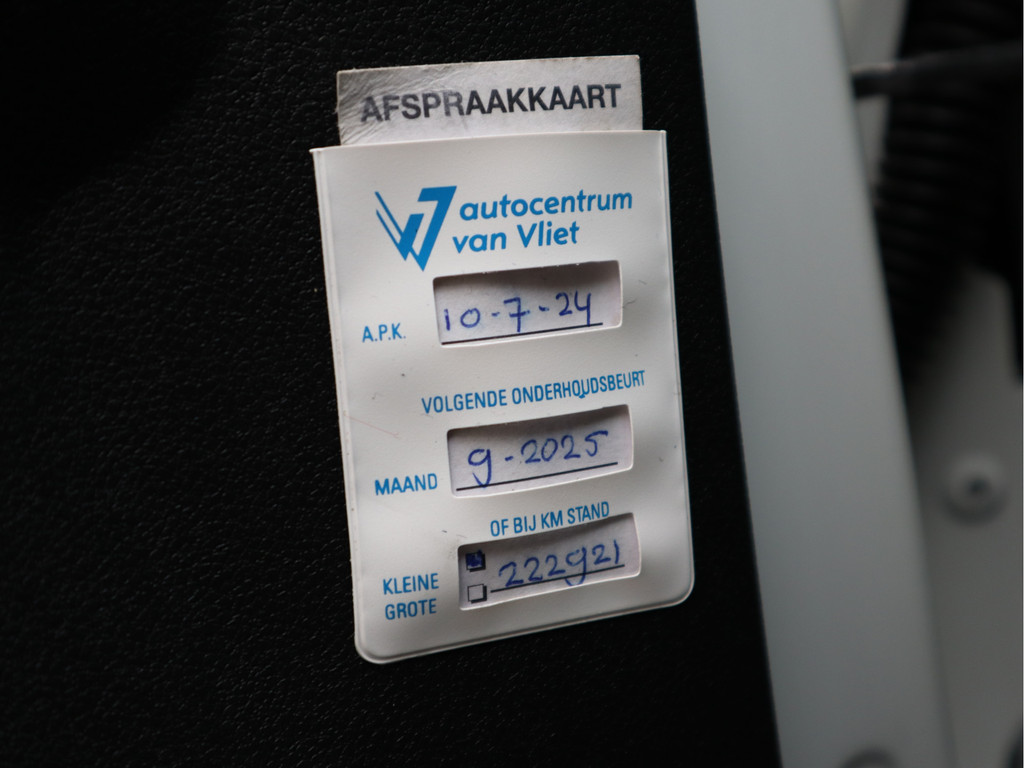 AFSPRAAKKAART
autocentrum
van Vliet
A.P.K. 10-7-24
VOLGENDE ONDERHOUDSBEURT
MAAND 9-2025
OF BIJ KM STAND
KLEINE 222921
GROTE